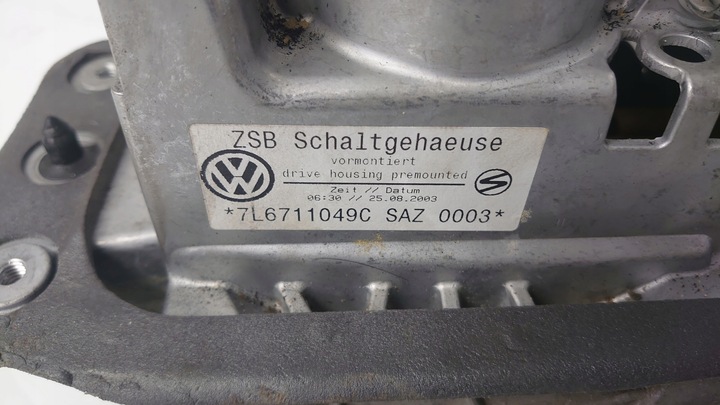 ZSB Schaltgehaeuse
vormontiert
drive housing premounted
Zeit // Datum
06:30 // 25.08.2003
*7L6711049C SAZ 0003*